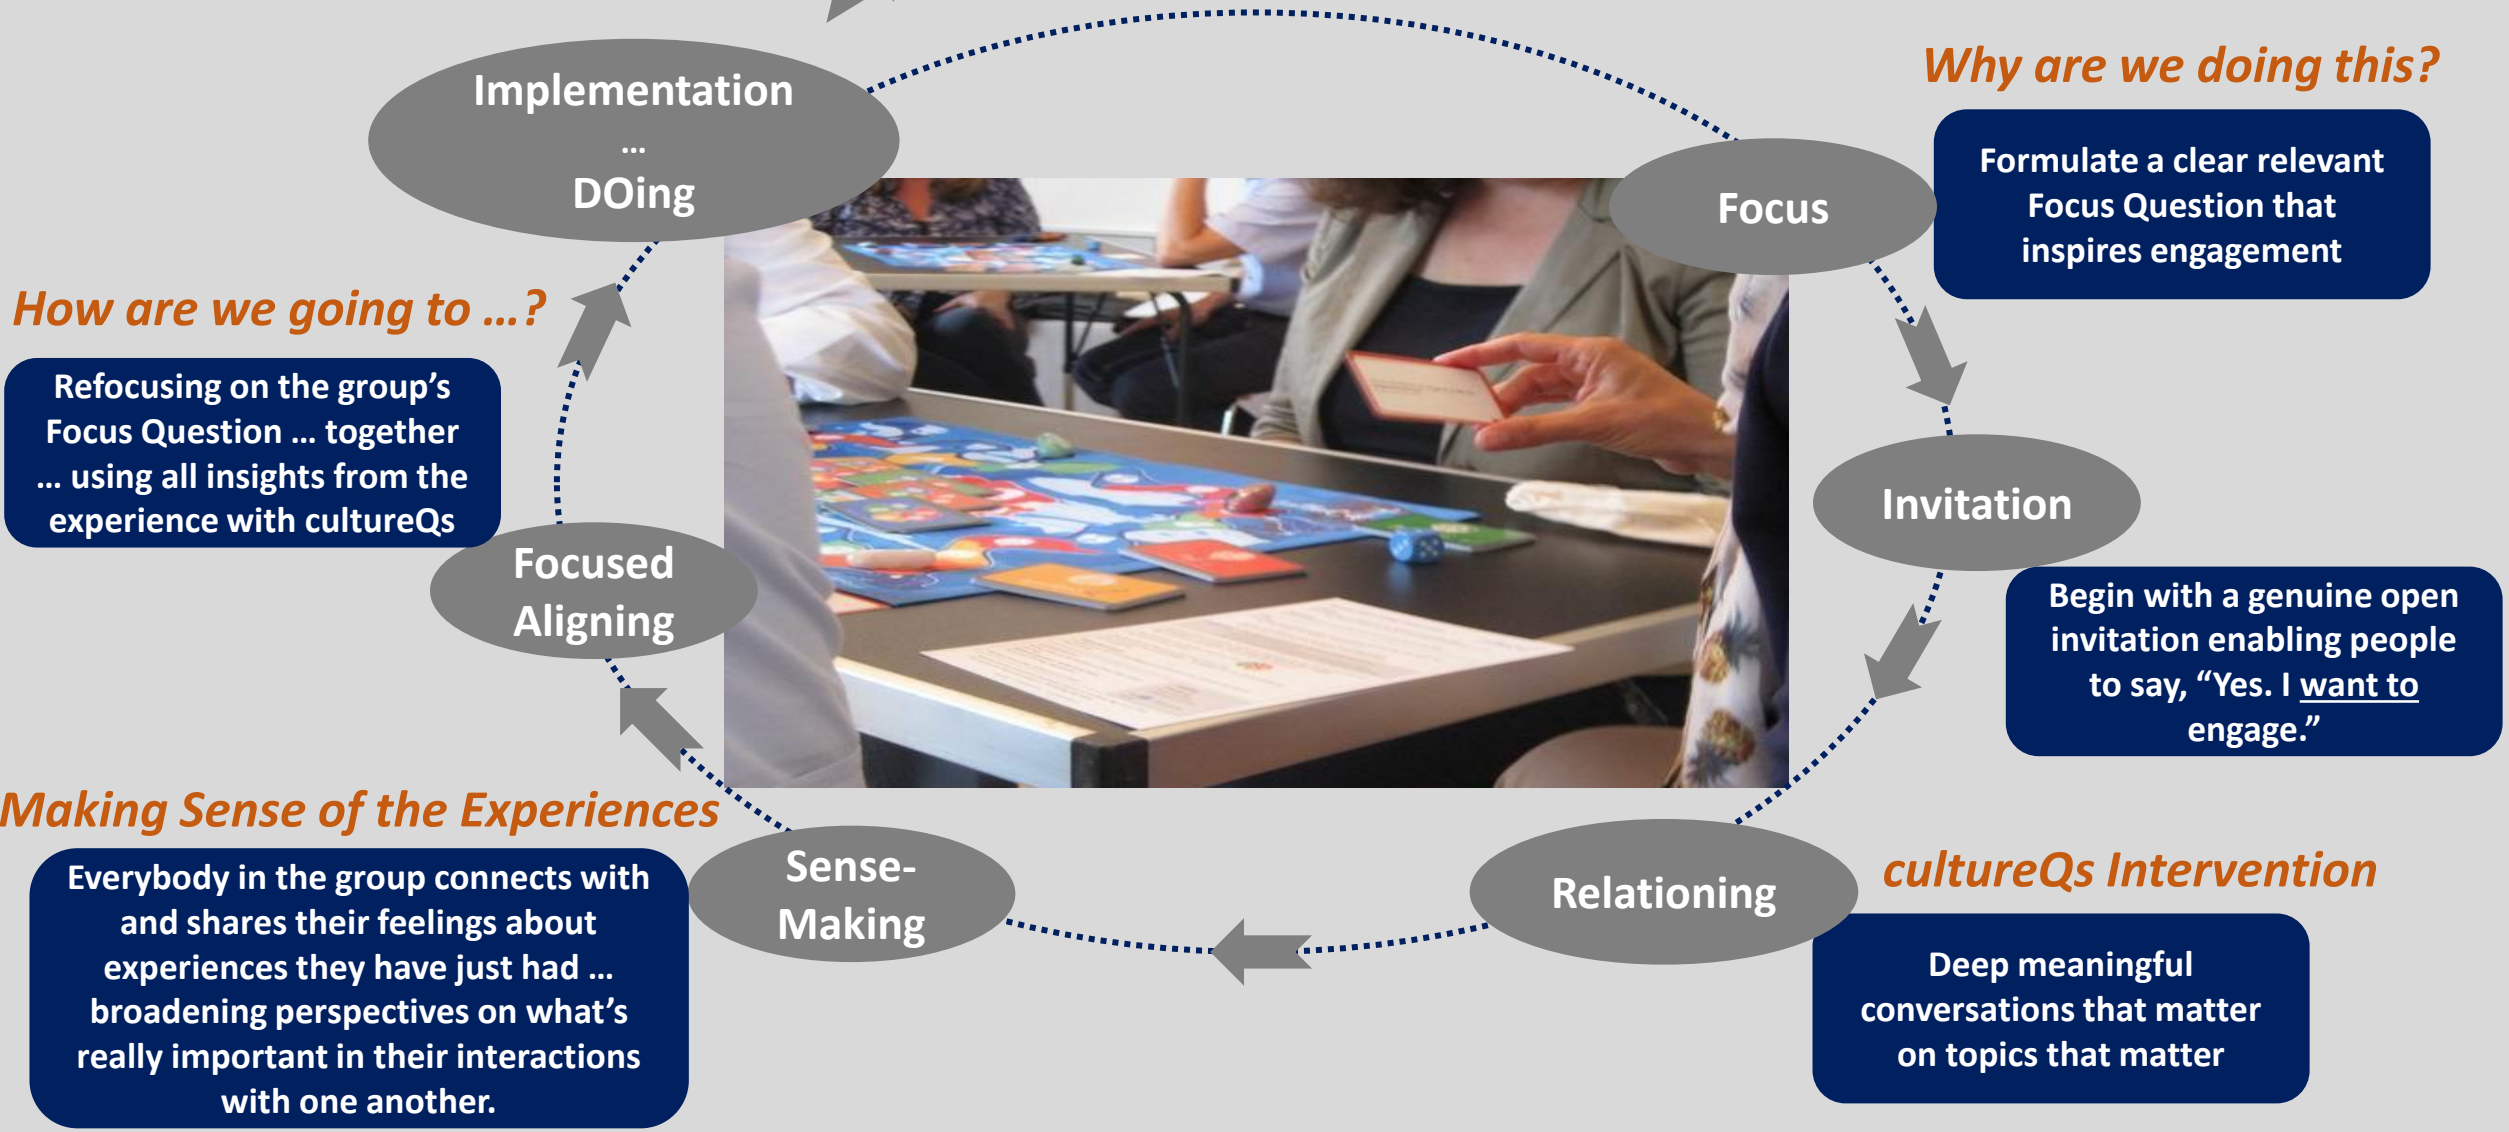 Implementation
...
DOing
Why are we doing this?
Focus
Formulate a clear relevant
Focus Question that
inspires engagement
Invitation
Begin with a genuine open
invitation enabling people
to say, “Yes. I want to
engage.”
Relationing
cultureQs Intervention
Deep meaningful
conversations that matter
on topics that matter
Sense-
Making
Making Sense of the Experiences
Everybody in the group connects with
and shares their feelings about
experiences they have just had ...
broadening perspectives on what’s
really important in their interactions
with one another.
Focused
Aligning
How are we going to ...?
Refocusing on the group’s
Focus Question ... together
... using all insights from the
experience with cultureQs